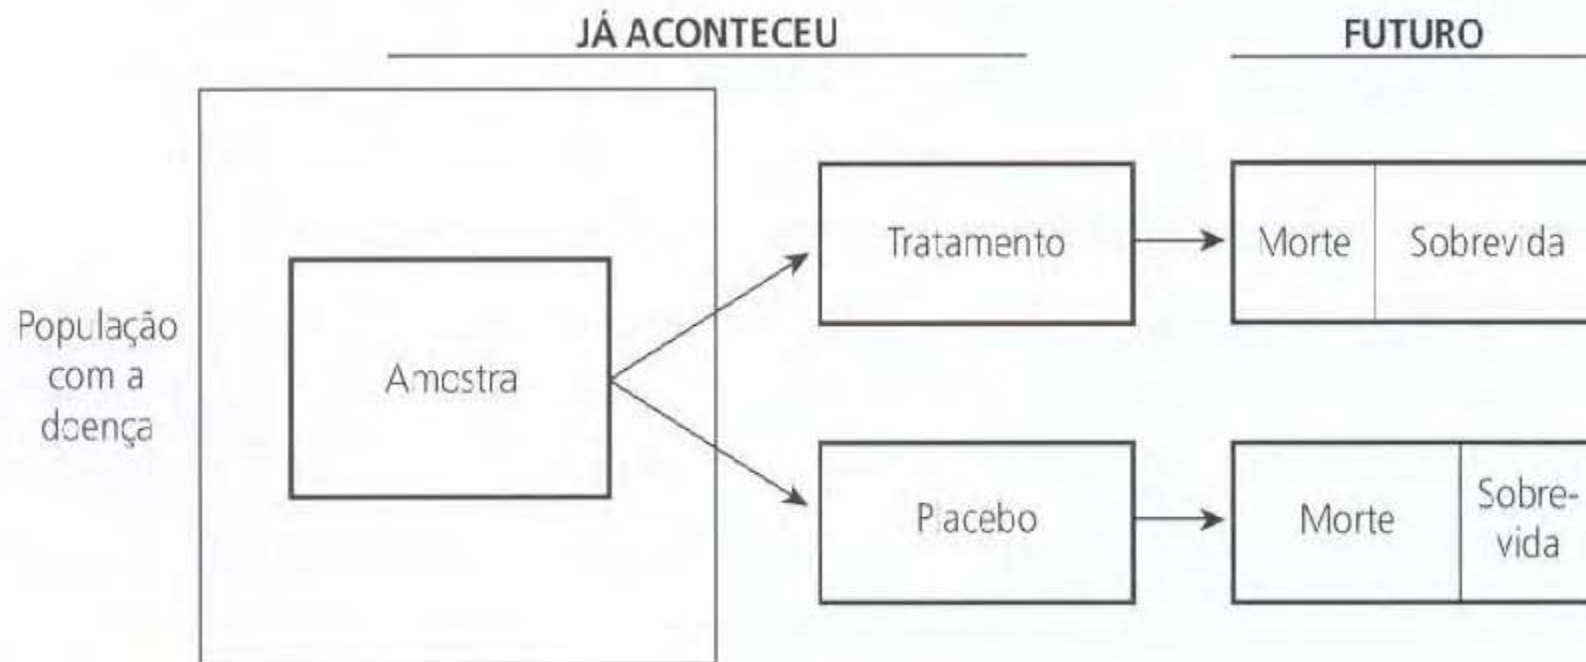 JÁ ACONTECEU
FUTURO
População
com a
doença
Amostra
Tratamento
Placebo
Morte
Sobrevida
Morte
Sobre-
vida